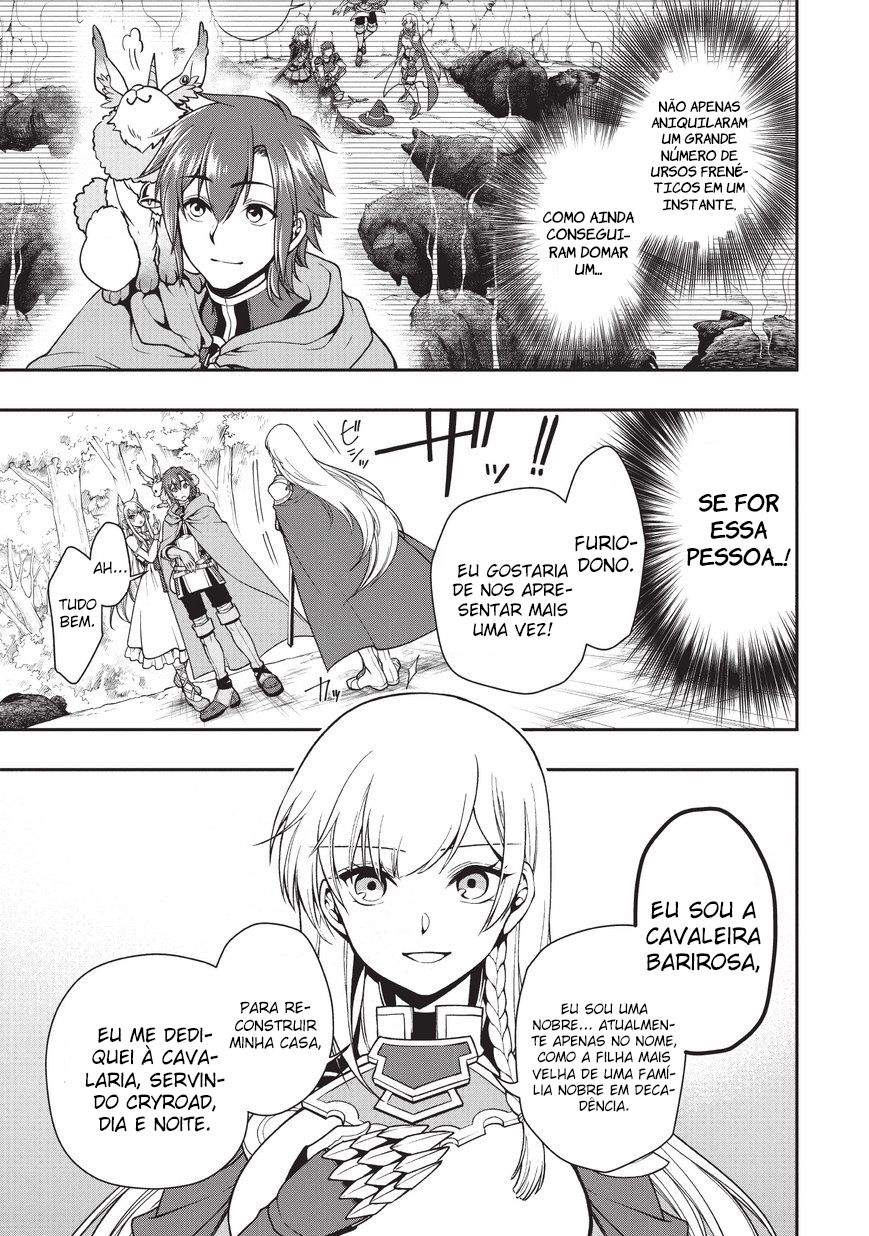 NÃO APENAS
ANIQUILARAM
UM GRANDE
NÚMERO DE
URSOS FRENÉ-
TICOS EM UM
INSTANTE.
COMO AINDA
CONSEGUI-
RAM DOMAR
UM...
SE FOR
ESSA
PESSOA...!
ビシッ!!
FURIO-
DONO.
EU GOSTARIA
DE NOS APRE-
SENTAR MAIS
UMA VEZ!
AH...
TUDO
BEM.
EU SOU A
CAVALEIRA
BARIROSA,
EU SOU UMA
NOBRE... ATUALMEN-
TE APENAS NO NOME,
COMO A FILHA MAIS
VELHA DE UMA FAMÍ-
LIA NOBRE EM DECA-
DÊNCIA.
PARA RE-
CONSTRUIR
MINHA CASA,
EU ME DEDI-
QUEI À CAVA-
LARIA, SERVIN-
DO CRYROAD,
DIA E NOITE.